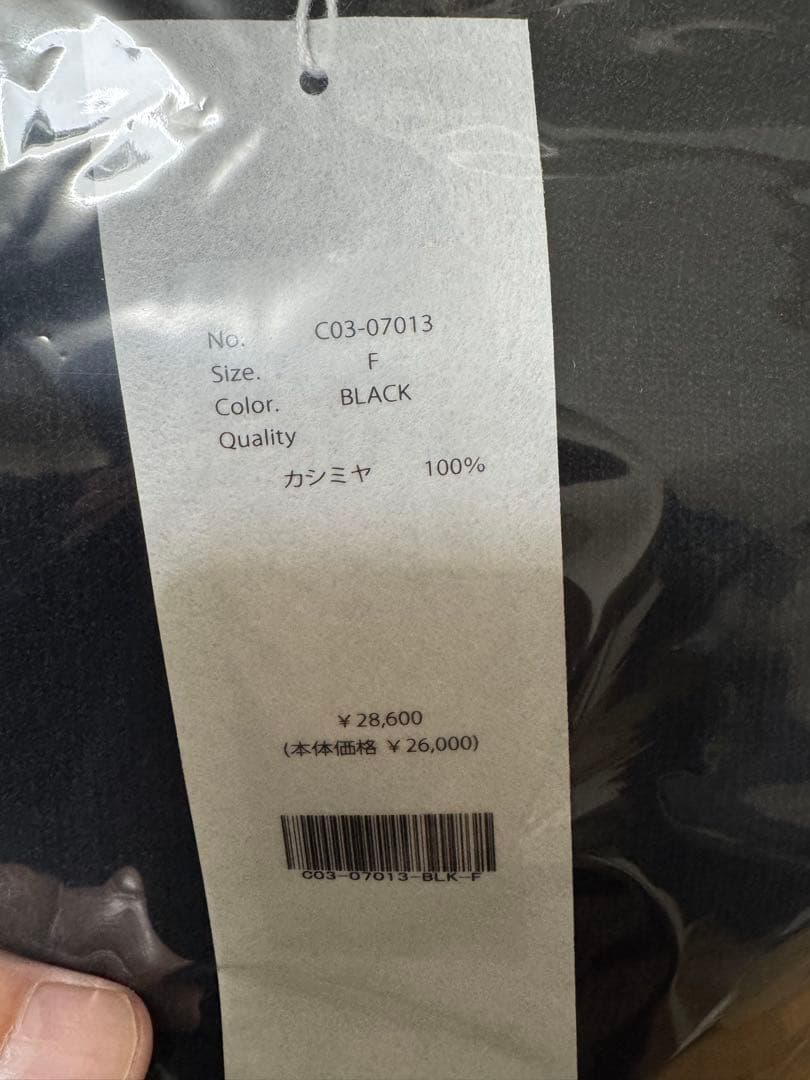 No. C03-07013
Size. F
Color. BLACK
Quality
カシミヤ 100%
¥28,600
(本体価格 ¥26,000)
C03-07013-BLK-F